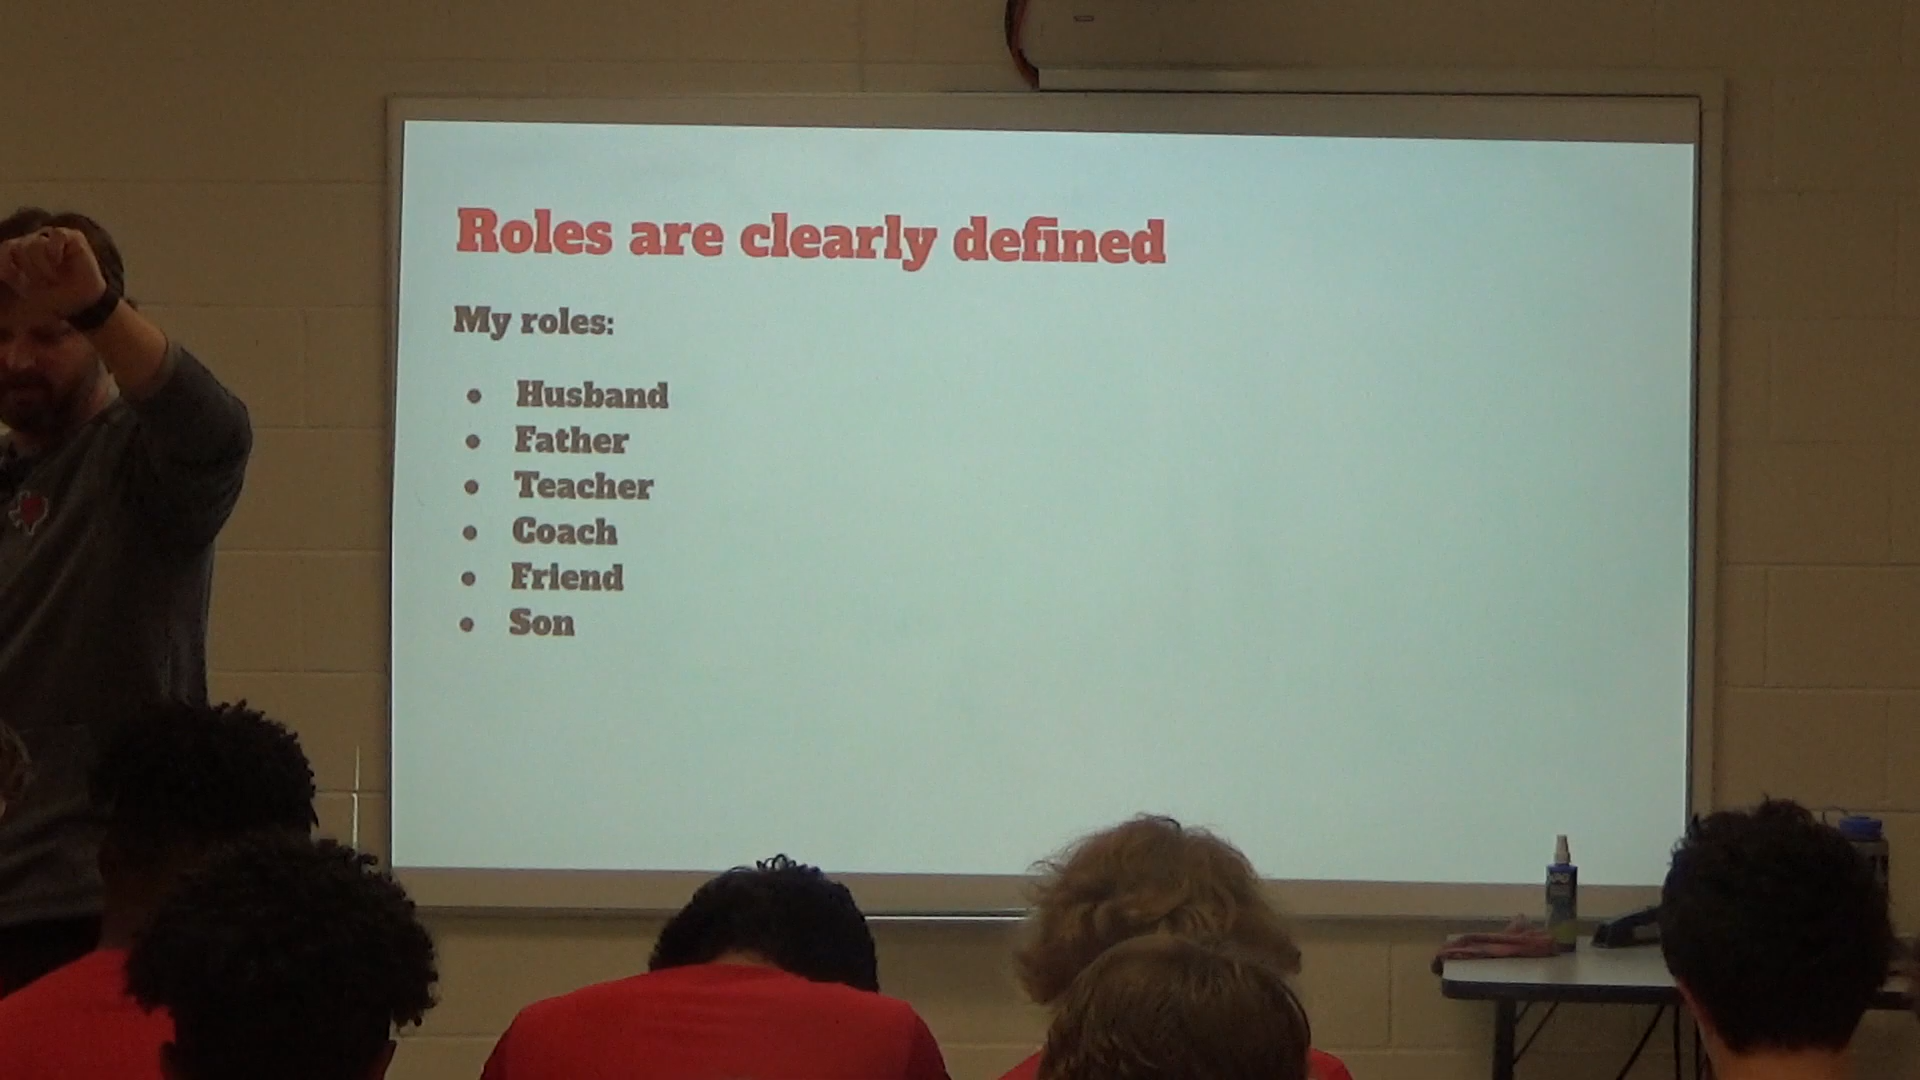 Roles are clearly defined
My roles:
● Husband
● Father
● Teacher
● Coach
● Friend
● Son